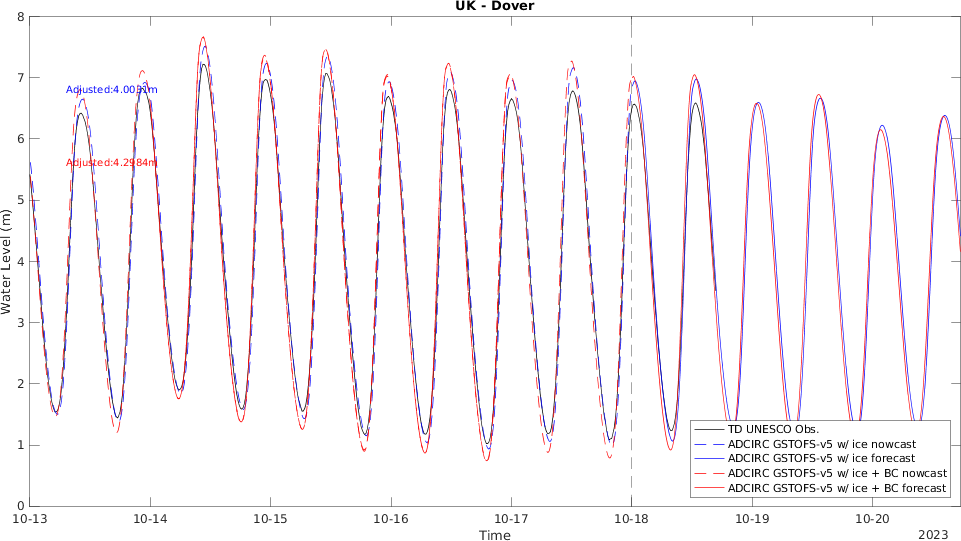 UK - Dover
8
7
6
5
4
3
2
1
0
Water Level (m)
Adjusted:4.0031m
Adjusted:4.2984m
TD UNESCO Obs.
ADCIRC GSTOFS-v5 w/ ice nowcast
ADCIRC GSTOFS-v5 w/ ice forecast
ADCIRC GSTOFS-v5 w/ ice + BC nowcast
ADCIRC GSTOFS-v5 w/ ice + BC forecast
10-13 10-14 10-15 10-16 10-17 10-18 10-19 10-20
Time
2023